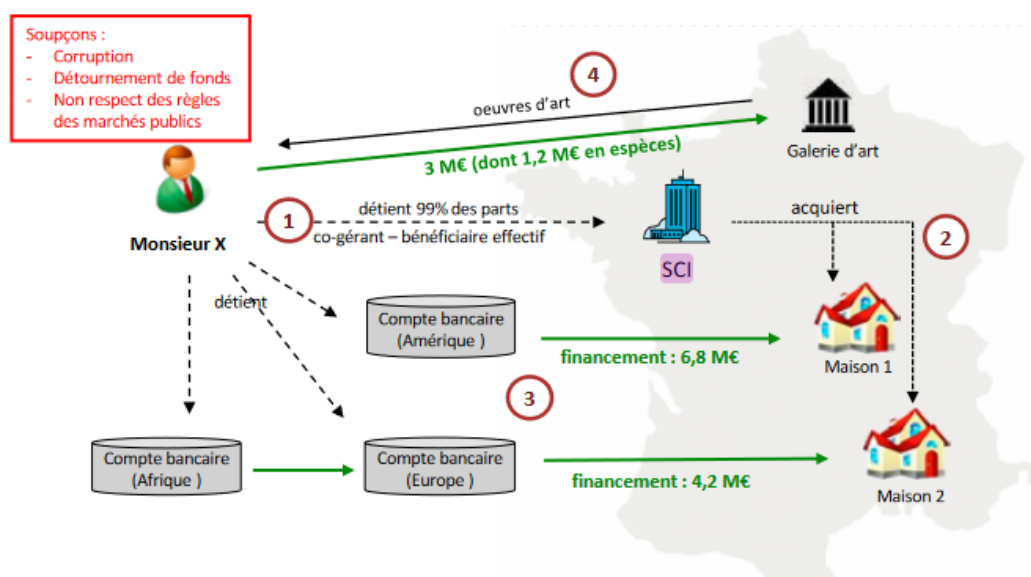 Soupçons :
- Corruption
- Détournement de fonds
- Non respect des règles
des marchés publics
4
oeuvres d'art
3 M€ (dont 1,2 M€ en espèces)
Galerie d'art
Monsieur X
1
détient 99% des parts
co-gérant – bénéficiaire effectif
SCI
acquiert
2
détient
Compte bancaire
(Amérique )
financement : 6,8 M€
Maison 1
3
Compte bancaire
(Afrique )
Compte bancaire
(Europe )
financement : 4,2 M€
Maison 2